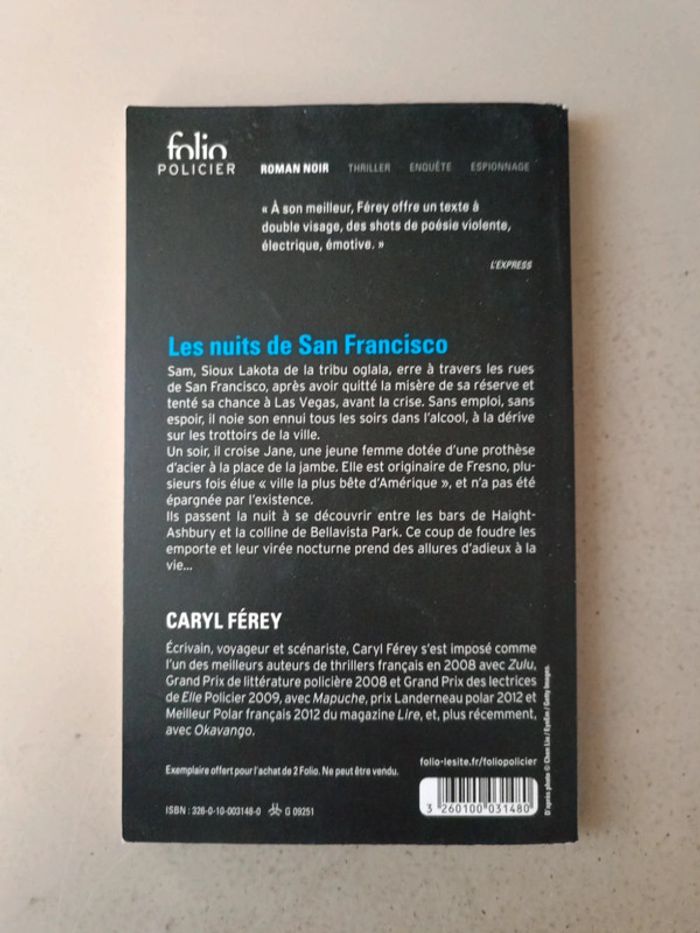 folio
POLICIER
ROMAN NOIR THRILLER ENQUÊTE ESPIONNAGE
« À son meilleur, Férey offre un texte à
double visage, des shots de poésie violente,
électrique, émotive. »
L'EXPRESS
Les nuits de San Francisco
Sam, Sioux Lakota de la tribu oglala, erre à travers les rues
de San Francisco, après avoir quitté la misère de sa réserve et
tenté sa chance à Las Vegas, avant la crise. Sans emploi, sans
espoir, il noie son ennui tous les soirs dans l'alcool, à la dérive
sur les trottoirs de la ville.
Un soir, il croise Jane, une jeune femme dotée d'une prothèse
d'acier à la place de la jambe. Elle est originaire de Fresno, plu-
sieurs fois élue « ville la plus bête d'Amérique », et n'a pas été
épargnée par l'existence.
Ils passent la nuit à se découvrir entre les bars de Haight-
Ashbury et la colline de Bellavista Park. Ce coup de foudre les
emporte et leur virée nocturne prend des allures d'adieux à la
vie...
CARYL FÉREY
Écrivain, voyageur et scénariste, Caryl Férey s'est imposé comme
l'un des meilleurs auteurs de thrillers français en 2008 avec Zulu,
Grand Prix de littérature policière 2008 et Grand Prix des lectrices
de Elle Policier 2009, avec Mapuche, prix Landerneau polar 2012 et
Meilleur Polar français 2012 du magazine Lire, et, plus récemment,
avec Okavango.
folio-lesite.fr/foliopolicier
Exemplaire offert pour l'achat de 2 Folio. Ne peut être vendu.
ISBN : 326-0-10-003148-0 G 09251
3 260100 031480
D'après photo © Chen Liu / EyeEm / Getty Images.